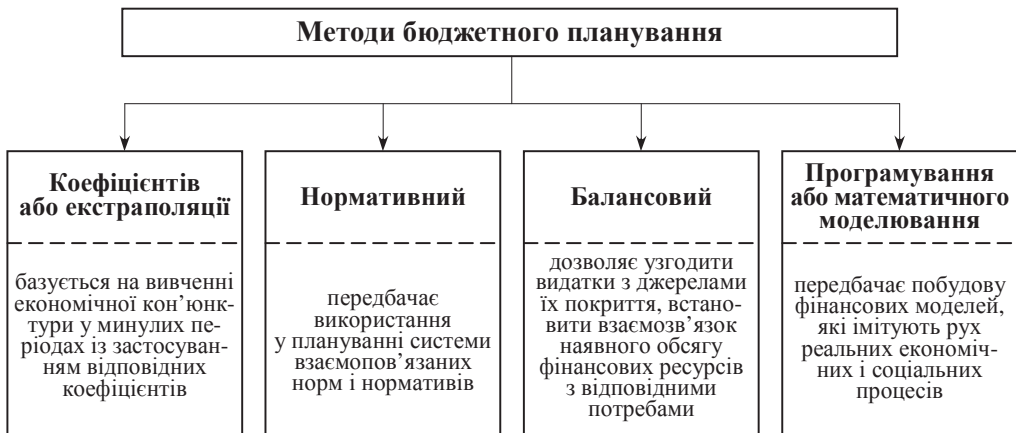 Методи бюджетного планування
Коефіцієнтів
або екстраполяції
базується на вивченні
економічної кон’юнк-
тури у минулих пе-
ріодах із застосуван-
ням відповідних
коефіцієнтів
Нормативний
передбачає
використання
у плануванні системи
взаємопов’язаних
норм і нормативів
Балансовий
дозволяє узгодити
видатки з джерелами
їх покриття, встано-
вити взаємозв’язок
наявного обсягу
фінансових ресурсів
з відповідними
потребами
Програмування
або математичного
моделювання
передбачає побудову
фінансових моделей,
які імітують рух
реальних економіч-
них і соціальних
процесів